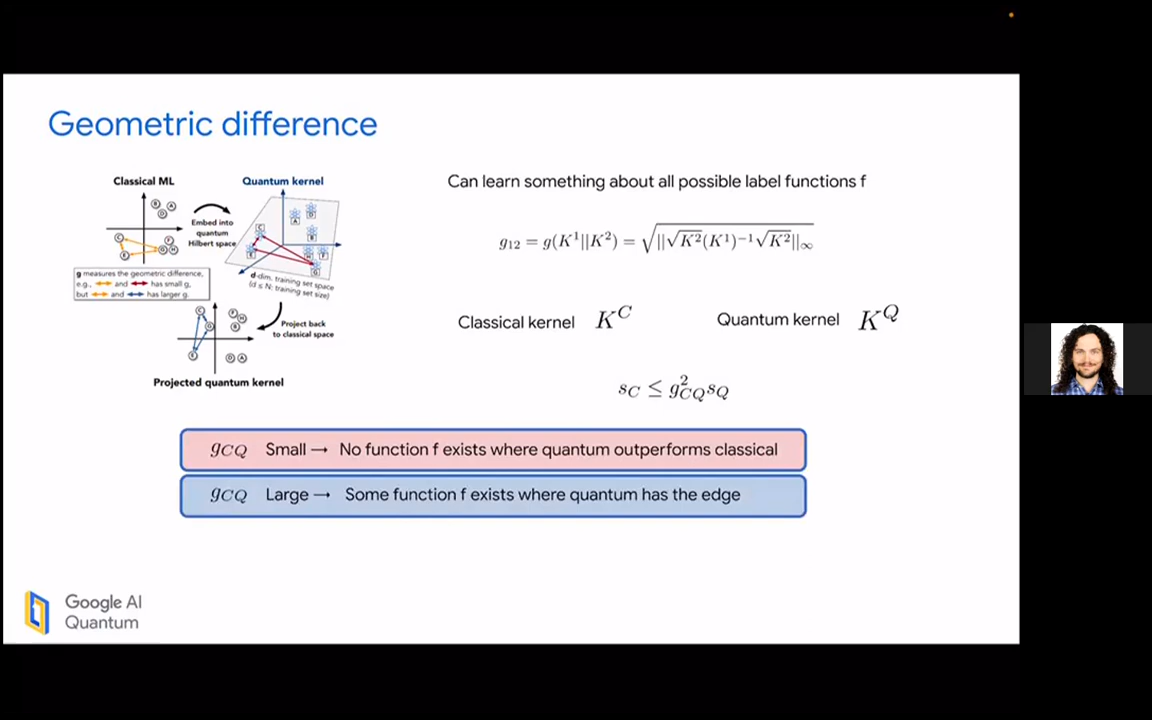 Geometric difference
Classical ML
Quantum kernel
Embed into
quantum
Hilbert space
d-dim. training set space
(d ≤ N: training set size)
g measures the geometric difference,
e.g., and has small g,
but and has larger g.
Project back
to classical space
Projected quantum kernel
Can learn something about all possible label functions f
g₁₂ = g(K¹||K²) = √(||√K²(K¹)⁻¹√K²||∞)
Classical kernel K^C
Quantum kernel K^Q
s_C ≤ g²_CQ s_Q
g_CQ Small → No function f exists where quantum outperforms classical
g_CQ Large → Some function f exists where quantum has the edge
Google AI
Quantum